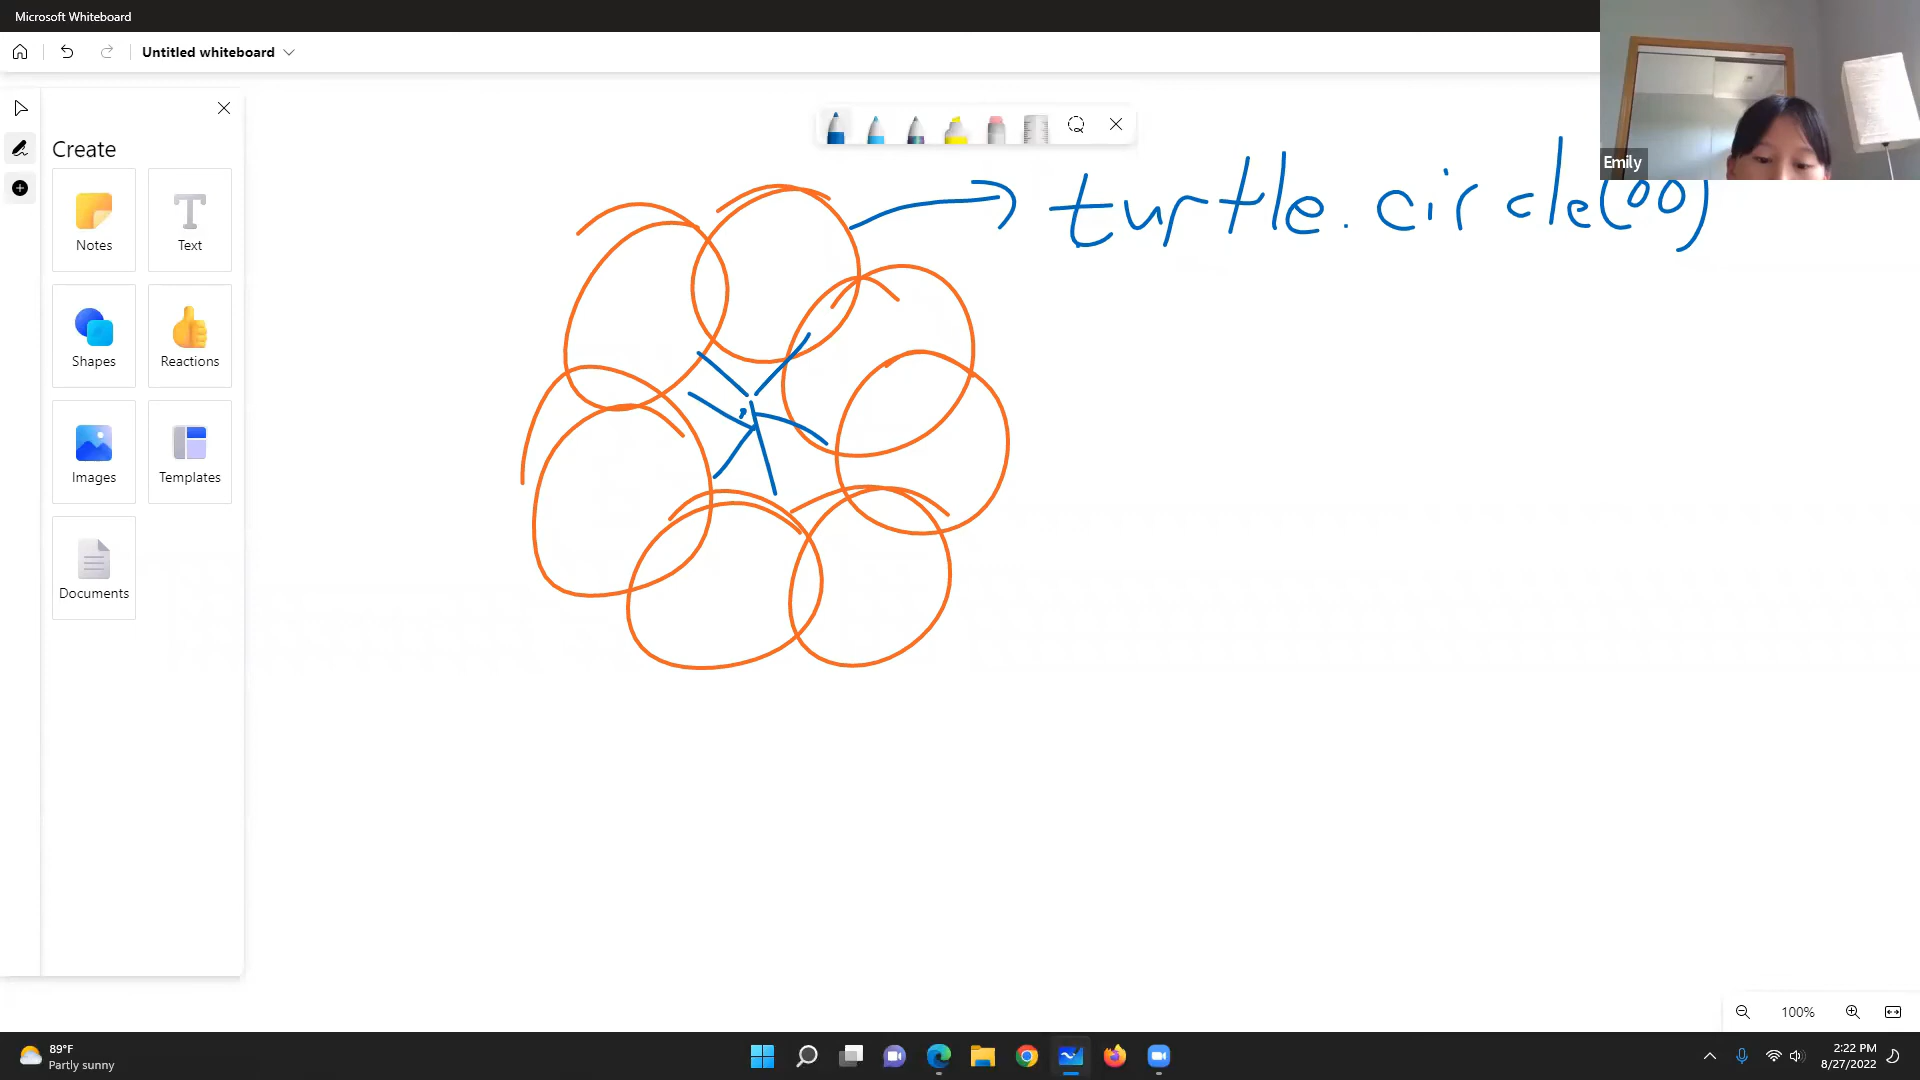 Microsoft Whiteboard
Untitled whiteboard
Emily
turtle.circle(00)
Create
Notes
Text
Shapes
Reactions
Images
Templates
Documents
100%
89°F
Partly sunny
2:22 PM
8/27/2022